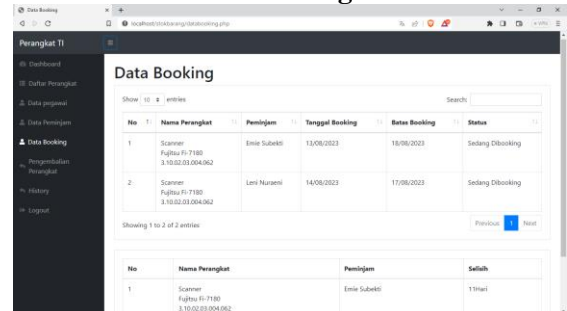 Data Booking
localhost/stokbarang/databooking.php
Perangkat TI
Dashboard
Daftar Perangkat
Data pegawai
Data Peminjam
Data Booking
Pengembalian
Perangkat
History
Logout
Data Booking
Show 10 entries
Search:
No Nama Perangkat Peminjam Tanggal Booking Batas Booking Status
1 Scanner Emie Subekti 13/08/2023 18/08/2023 Sedang Dibooking
Fujitsu Fi-7180
3.10.02.03.004.062
2 Scanner Leni Nuraeni 14/08/2023 17/08/2023 Sedang Dibooking
Fujitsu Fi-7180
3.10.02.03.004.062
Showing 1 to 2 of 2 entries
Previous 1 Next
No Nama Perangkat Peminjam Selisih
1 Scanner Emie Subekti 11Hari
Fujitsu Fi-7180
3.10.02.03.004.062